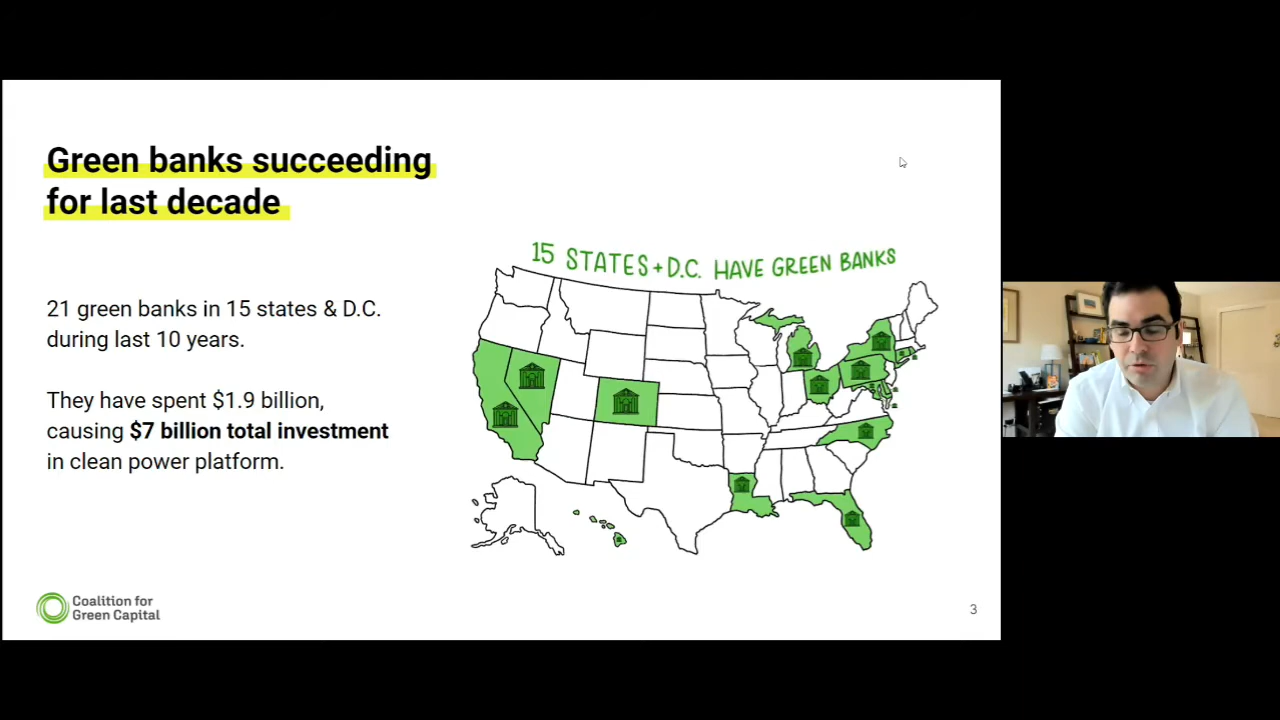 Green banks succeeding
for last decade
15 STATES + D.C. HAVE GREEN BANKS
21 green banks in 15 states & D.C.
during last 10 years.
They have spent $1.9 billion,
causing $7 billion total investment
in clean power platform.
Coalition for
Green Capital
3